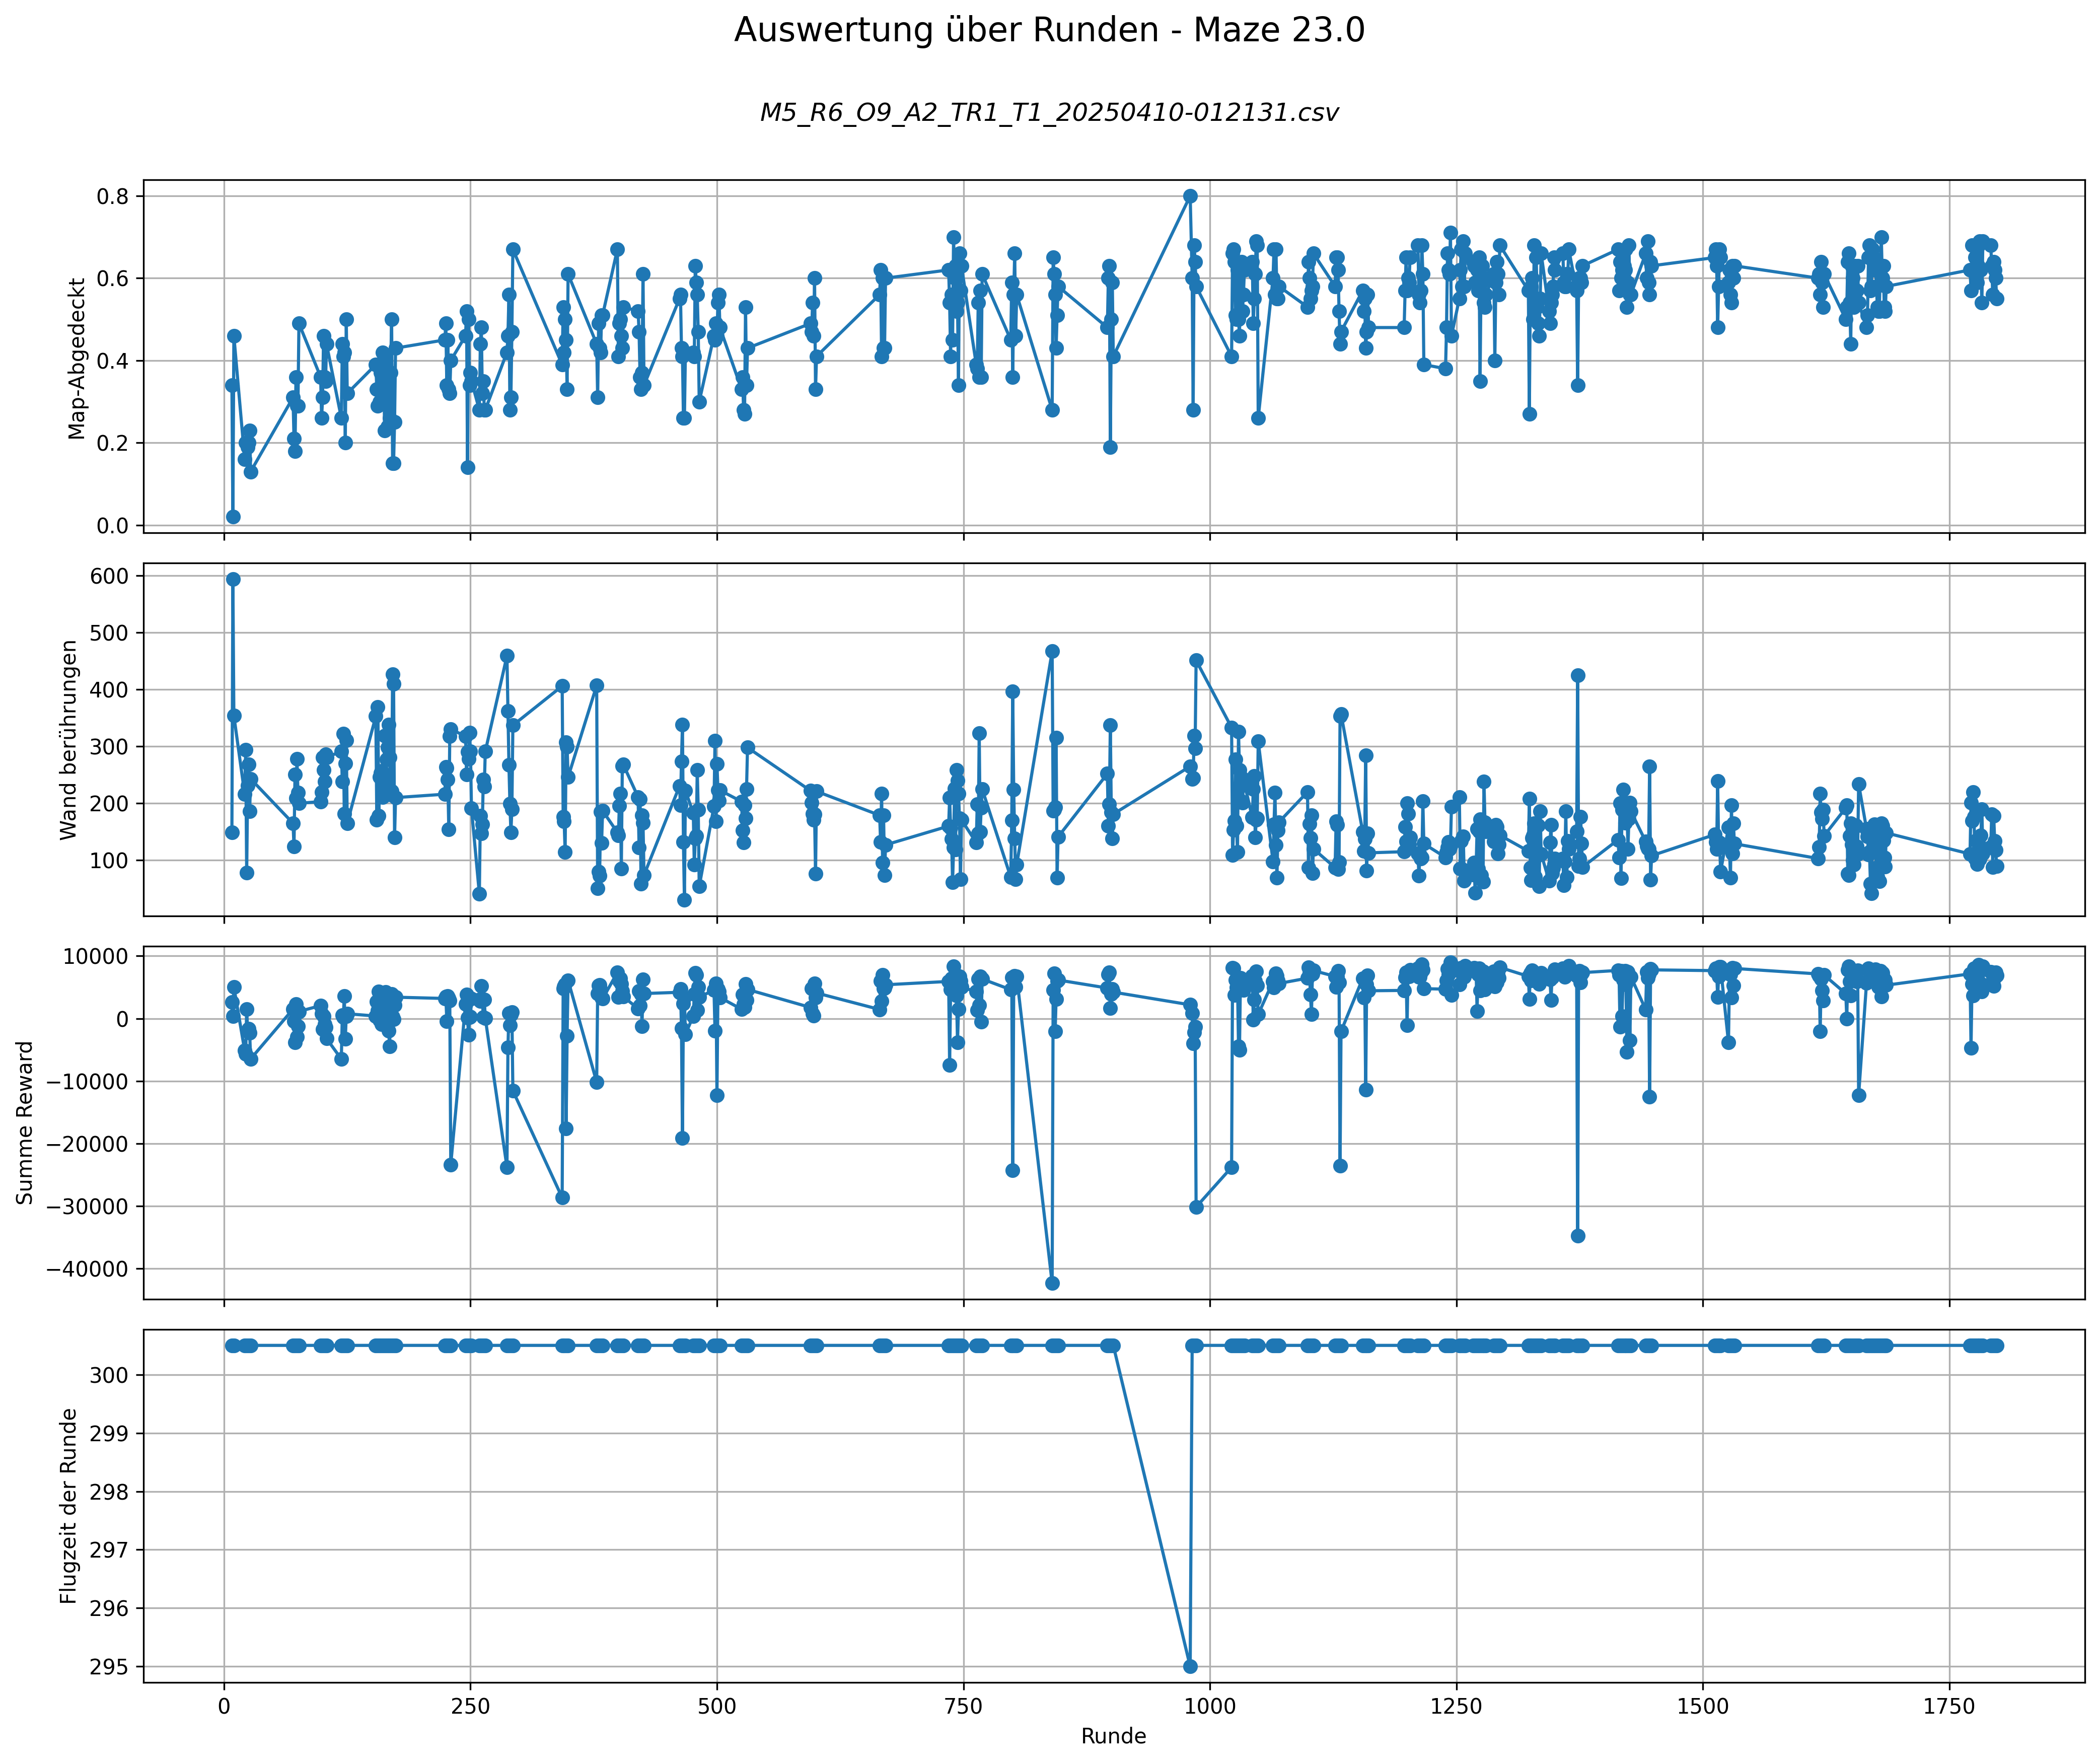 Auswertung über Runden - Maze 23.0
M5_R6_O9_A2_TR1_T1_20250410-012131.csv
Map-Abgedeckt
0.8
0.6
0.4
0.2
0.0
Wand berührungen
600
500
400
300
200
100
Summe Reward
10000
0
−10000
−20000
−30000
−40000
Flugzeit der Runde
300
299
298
297
296
295
0 250 500 750 1000 1250 1500 1750
Runde